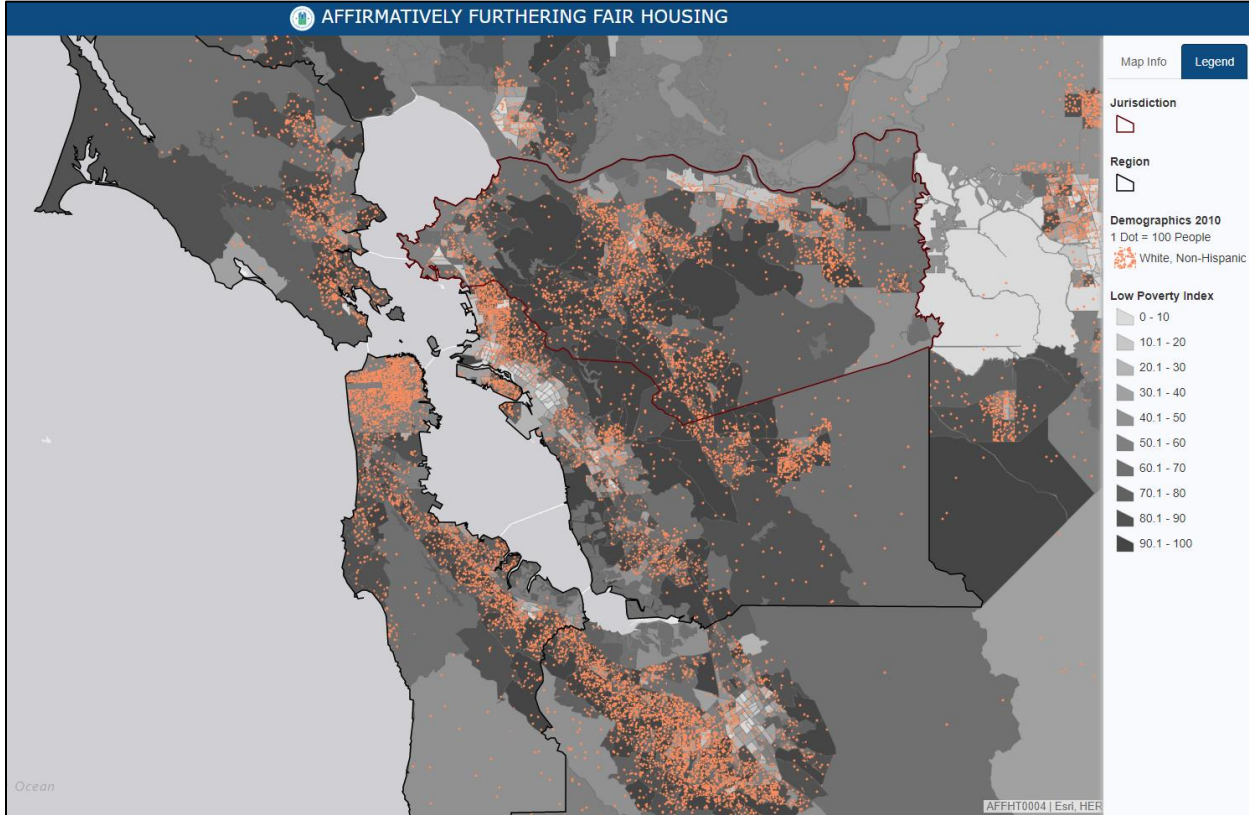 AFFIRMATIVELY FURTHERING FAIR HOUSING
Map Info
Legend
Jurisdiction
Region
Demographics 2010
1 Dot = 100 People
White, Non-Hispanic
Low Poverty Index
0 - 10
10.1 - 20
20.1 - 30
30.1 - 40
40.1 - 50
50.1 - 60
60.1 - 70
70.1 - 80
80.1 - 90
90.1 - 100
Ocean
AFFHT0004 | Esri, HER